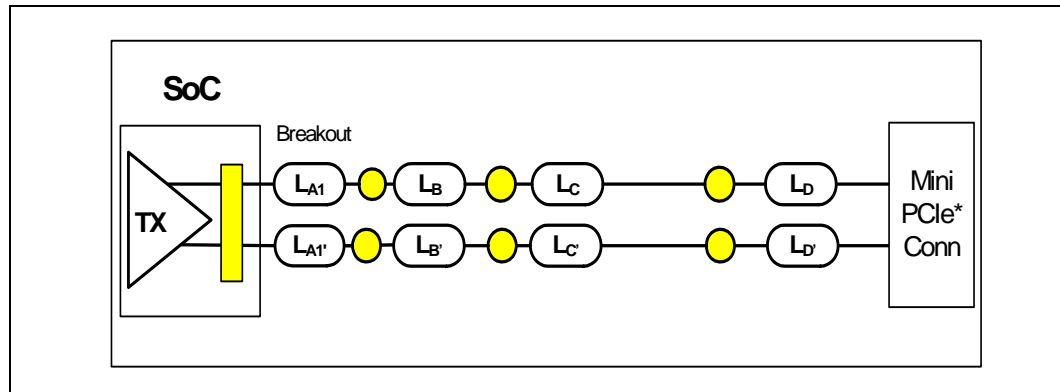 SoC
Breakout
TX
LA1 LB LC LD
LA1' LB' LC' LD'
Mini
PCIe*
Conn